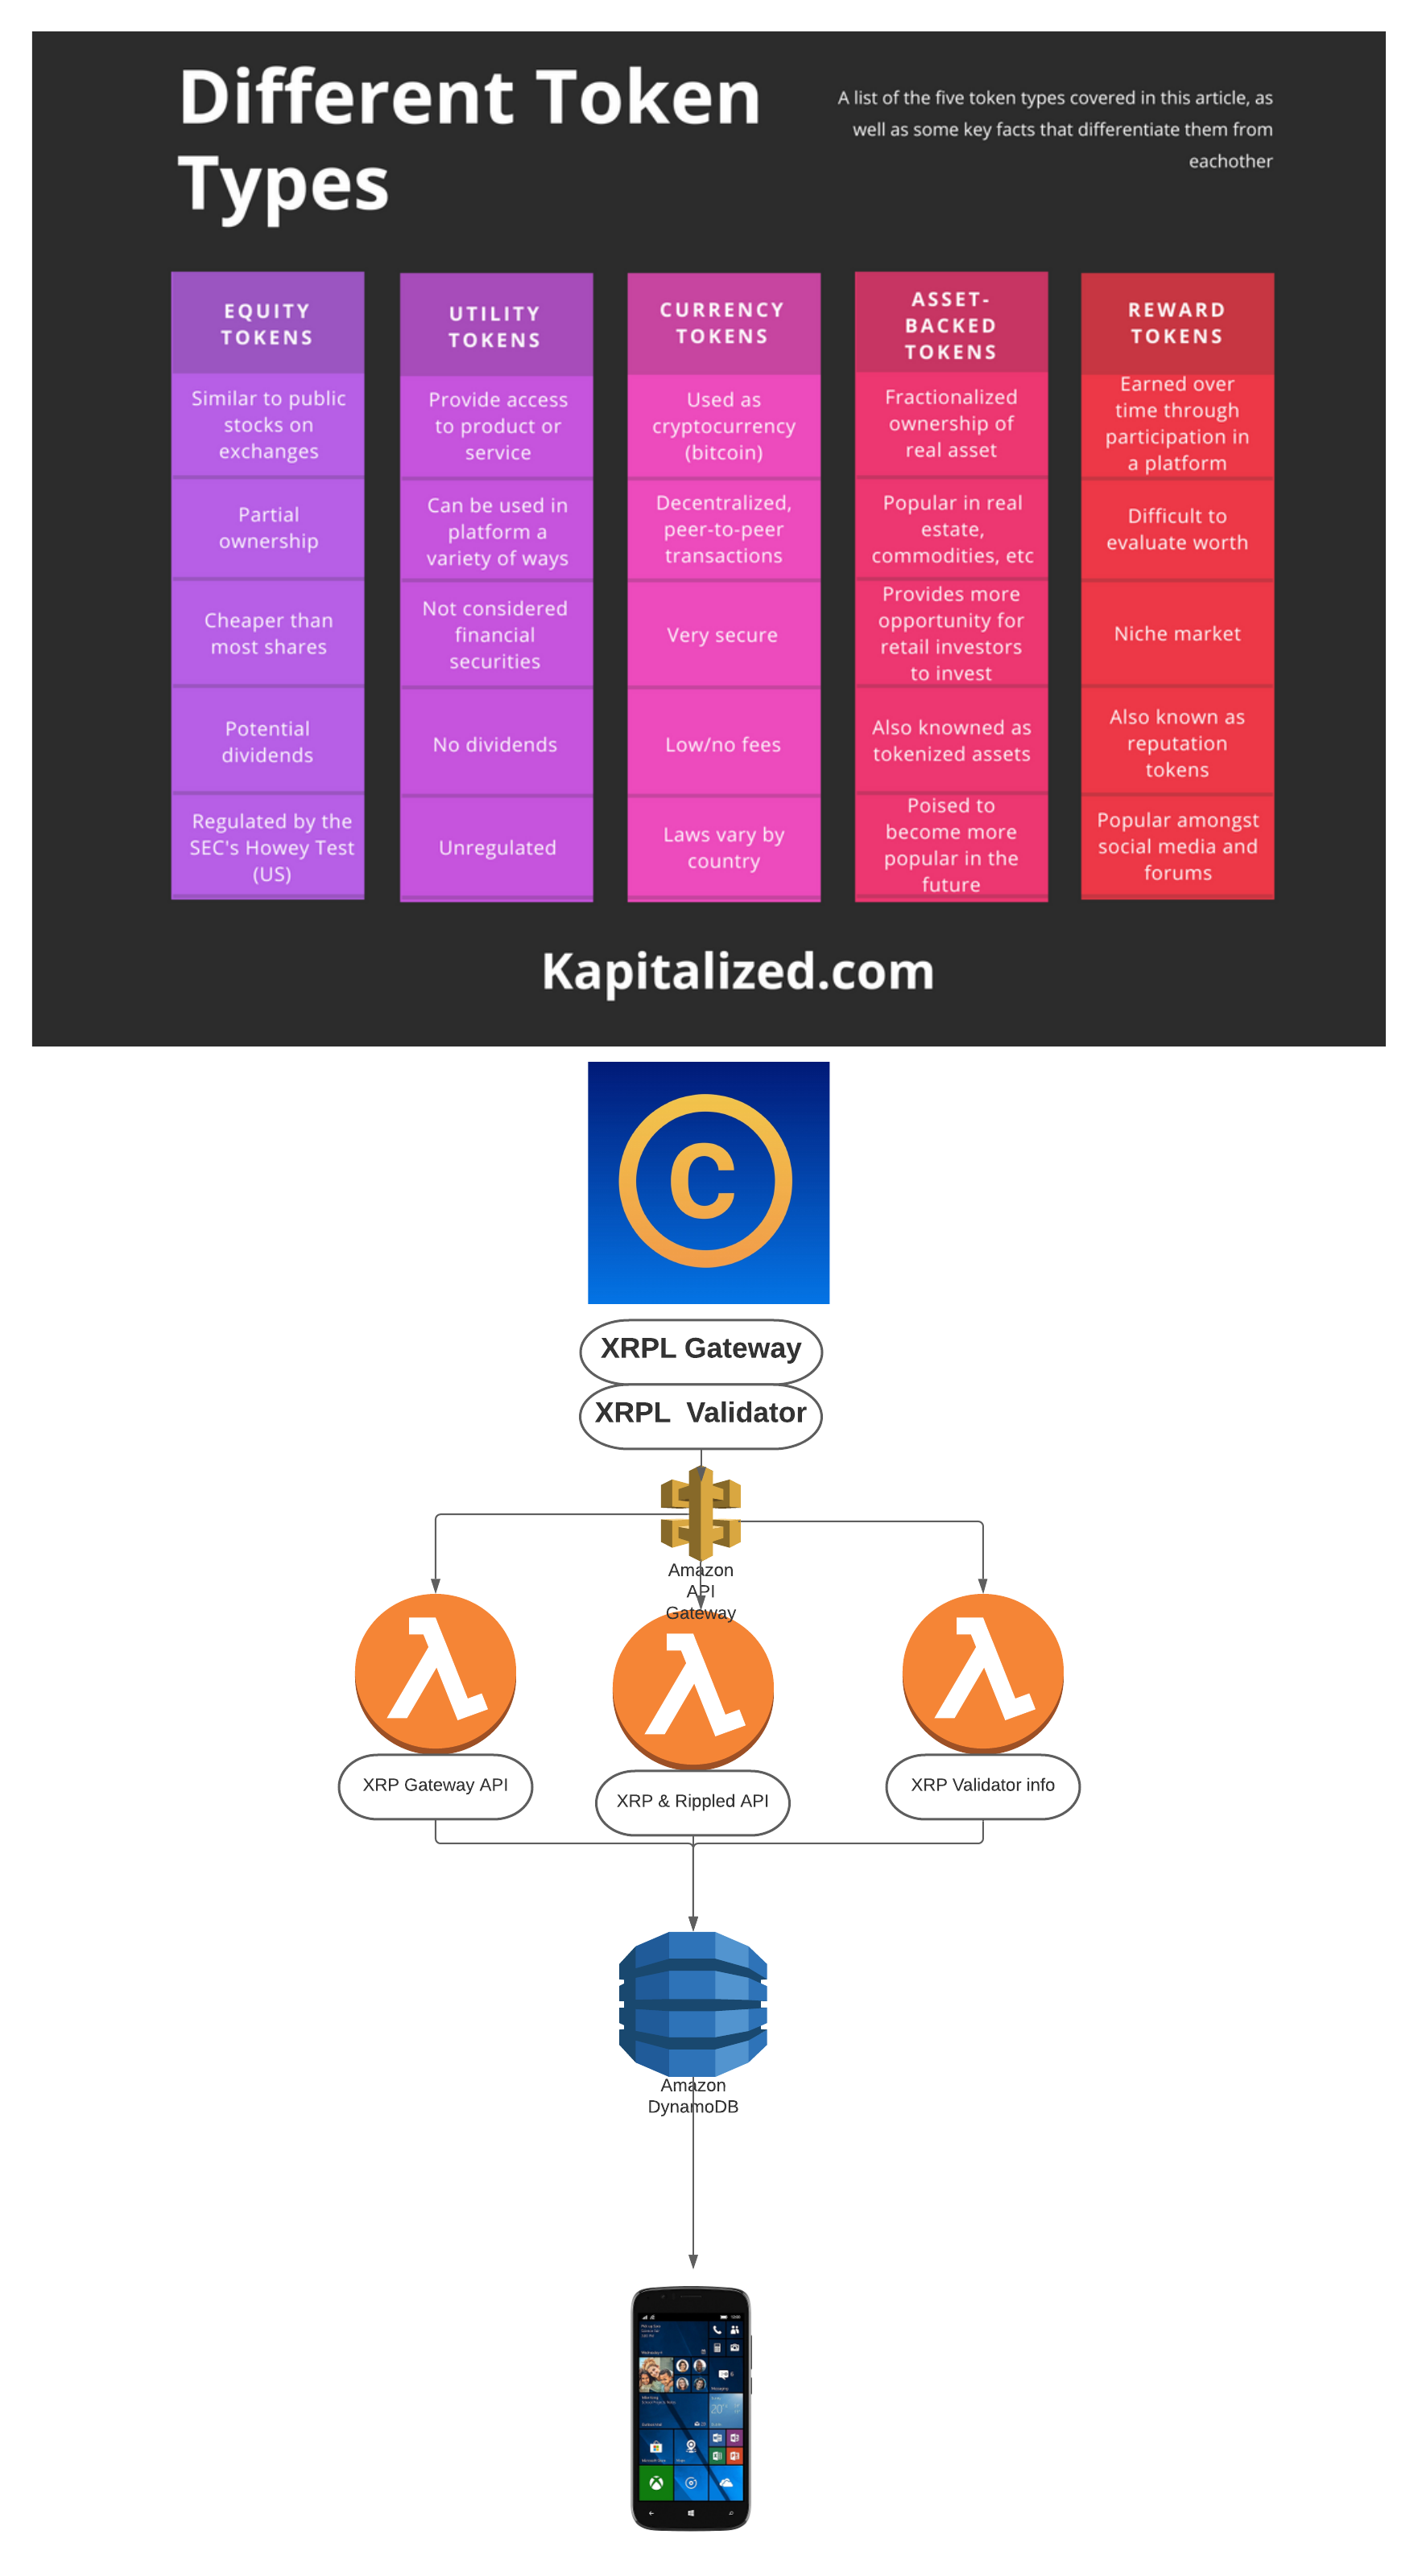 Different Token
Types
A list of the five token types covered in this article, as
well as some key facts that differentiate them from
eachother
EQUITY
TOKENS
Similar to public
stocks on
exchanges
Partial
ownership
Cheaper than
most shares
Potential
dividends
Regulated by the
SEC's Howey Test
(US)
UTILITY
TOKENS
Provide access
to product or
service
Can be used in
platform a
variety of ways
Not considered
financial
securities
No dividends
Unregulated
CURRENCY
TOKENS
Used as
cryptocurrency
(bitcoin)
Decentralized,
peer-to-peer
transactions
Very secure
Low/no fees
Laws vary by
country
ASSET-
BACKED
TOKENS
Fractionalized
ownership of
real asset
Popular in real
estate,
commodities, etc
Provides more
opportunity for
retail investors
to invest
Also knowned as
tokenized assets
Poised to
become more
popular in the
future
REWARD
TOKENS
Earned over
time through
participation in
a platform
Difficult to
evaluate worth
Niche market
Also known as
reputation
tokens
Popular amongst
social media and
forums
Kapitalized.com
C
XRPL Gateway
XRPL  Validator
Amazon
API
Gateway
XRP Gateway API
XRP & Rippled API
XRP Validator info
Amazon
DynamoDB